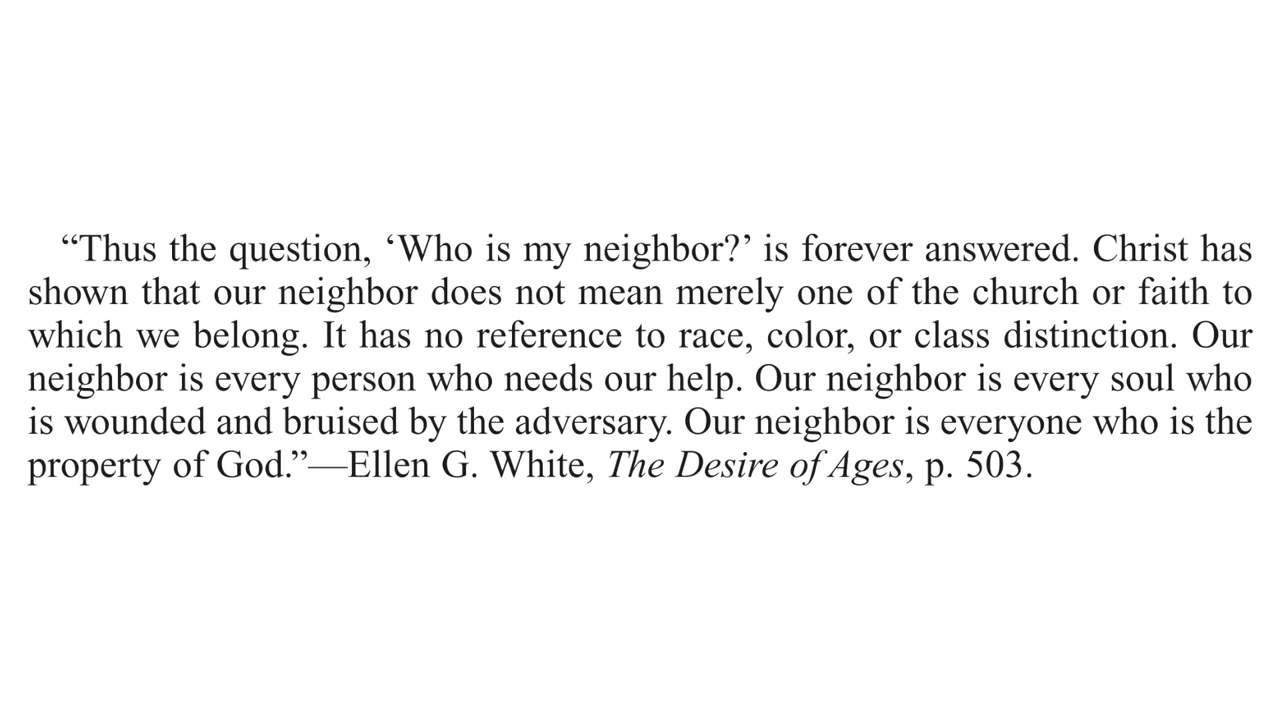 “Thus the question, ‘Who is my neighbor?’ is forever answered. Christ has
shown that our neighbor does not mean merely one of the church or faith to
which we belong. It has no reference to race, color, or class distinction. Our
neighbor is every person who needs our help. Our neighbor is every soul who
is wounded and bruised by the adversary. Our neighbor is everyone who is the
property of God.”—Ellen G. White, The Desire of Ages, p. 503.